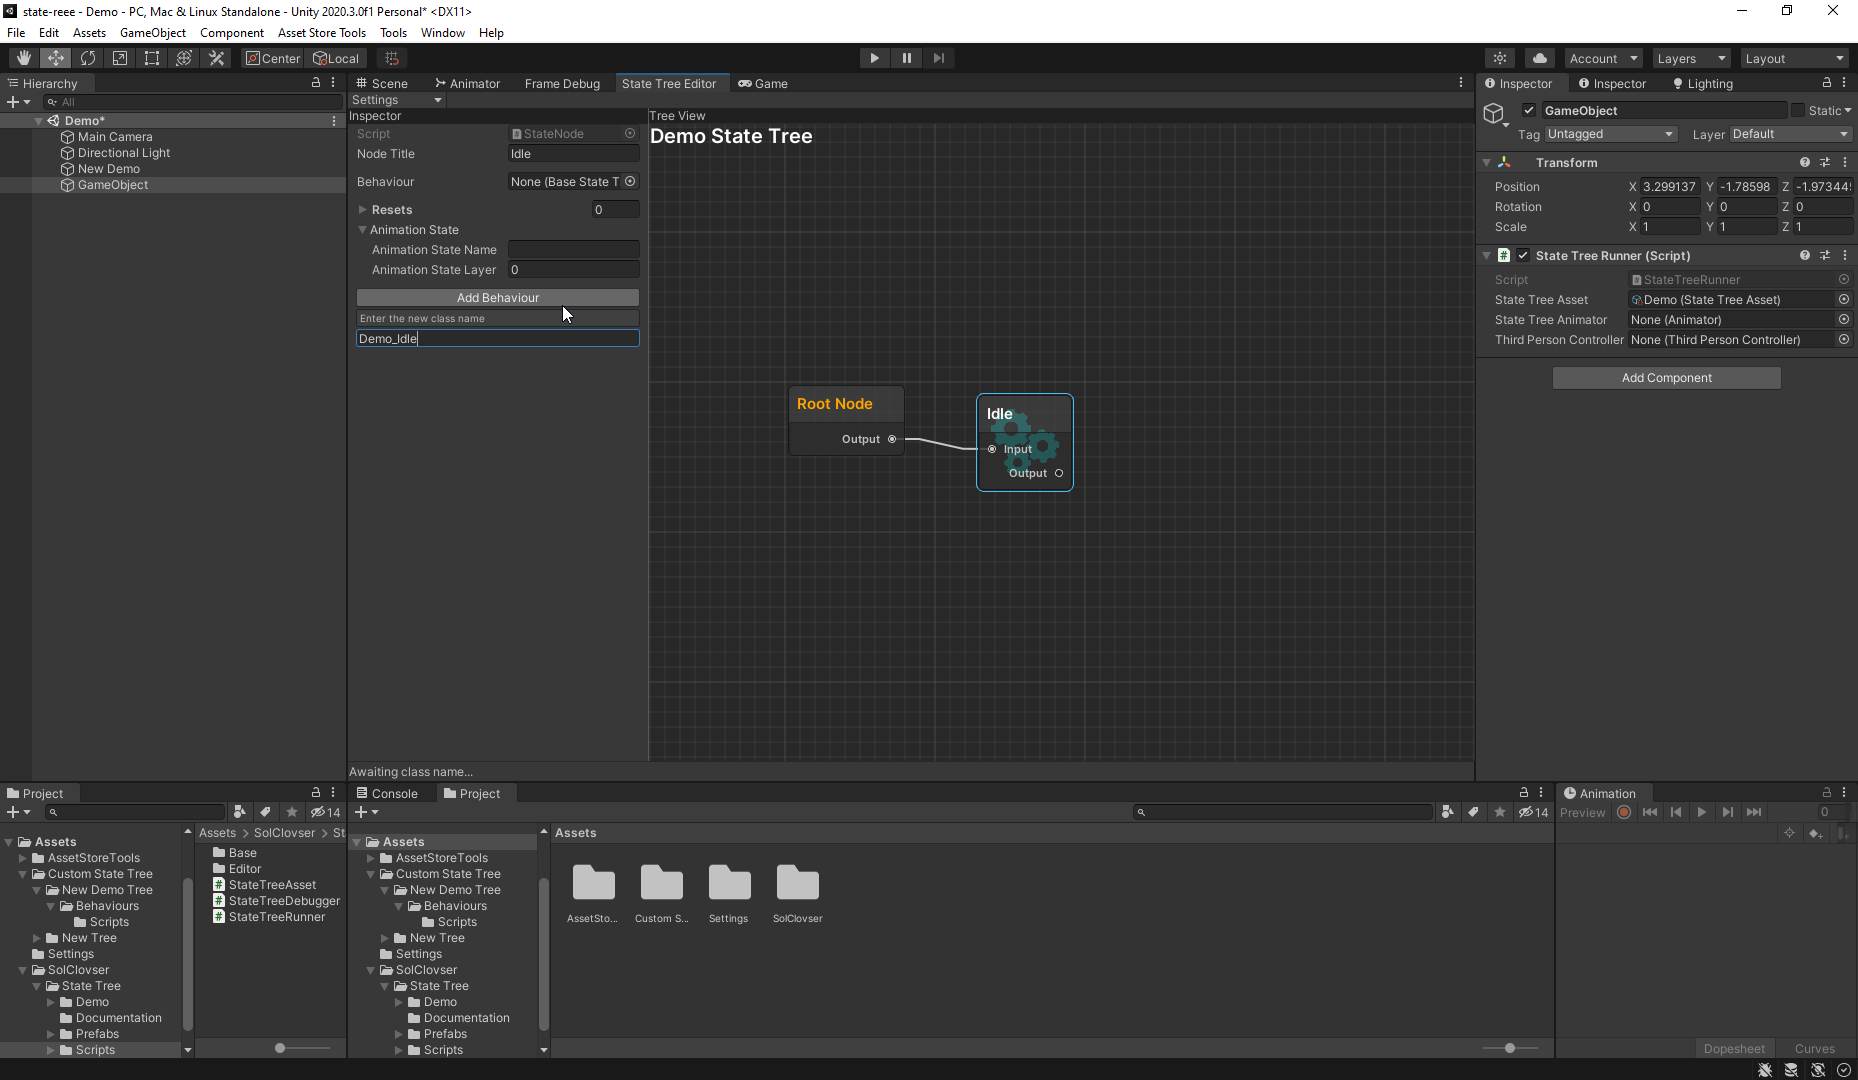 state-reee - Demo - PC, Mac & Linux Standalone - Unity 2020.3.0f1 Personal* <DX11>
File Edit Assets GameObject Component Asset Store Tools Tools Window Help
Center Local Account Layers Layout
Hierarchy
All
Demo*
Main Camera
Directional Light
New Demo
GameObject
Scene Animator Frame Debug State Tree Editor Game
Settings
Inspector
Script StateNode
Node Title Idle
Behaviour None (Base State T
Resets 0
Animation State
Animation State Name
Animation State Layer 0
Add Behaviour
Enter the new class name
Demo_Idle
Awaiting class name...
Tree View
Demo State Tree
Root Node
Output
Idle
Input
Output
Inspector Inspector Lighting
GameObject Static
Tag Untagged Layer Default
Transform
Position X 3.299137 Y -1.78598 Z -1.97344
Rotation X 0 Y 0 Z 0
Scale X 1 Y 1 Z 1
State Tree Runner (Script)
Script StateTreeRunner
State Tree Asset Demo (State Tree Asset)
State Tree Animator None (Animator)
Third Person Controller None (Third Person Controller)
Add Component
Project
14
Assets
AssetStoreTools
Custom State Tree
New Demo Tree
Behaviours
Scripts
New Tree
Settings
SolClovser
State Tree
Demo
Documentation
Prefabs
Scripts
Assets > SolClovser > St
Base
Editor
StateTreeAsset
StateTreeDebugger
StateTreeRunner
Console Project
14
Assets
AssetStoreTools
Custom State Tree
New Demo Tree
Behaviours
Scripts
New Tree
Settings
SolClovser
State Tree
Demo
Documentation
Prefabs
Scripts
Assets
AssetSto... Custom S... Settings SolClovser
Animation
Preview 0
Dopesheet Curves